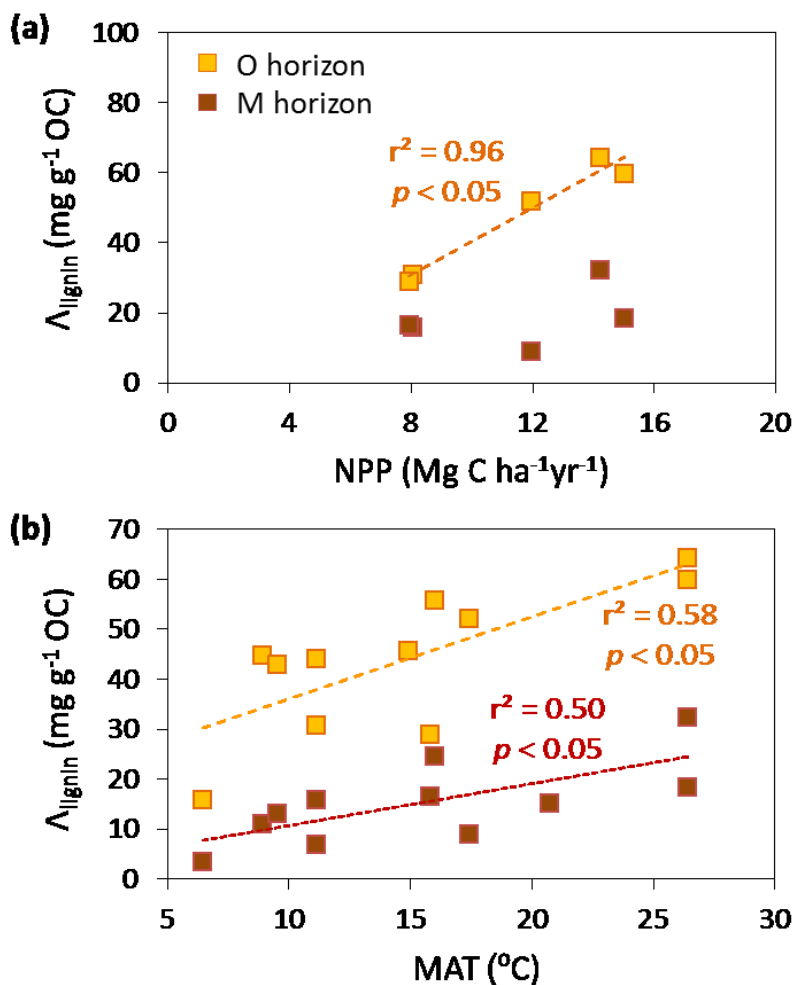 (a)
100
80
60
40
20
0
O horizon
M horizon
r² = 0.96
p < 0.05
Λlignin (mg g⁻¹ OC)
0 4 8 12 16 20
NPP (Mg C ha⁻¹yr⁻¹)
(b)
70
60
50
40
30
20
10
0
r² = 0.58
p < 0.05
r² = 0.50
p < 0.05
Λlignin (mg g⁻¹ OC)
5 10 15 20 25 30
MAT (⁰C)